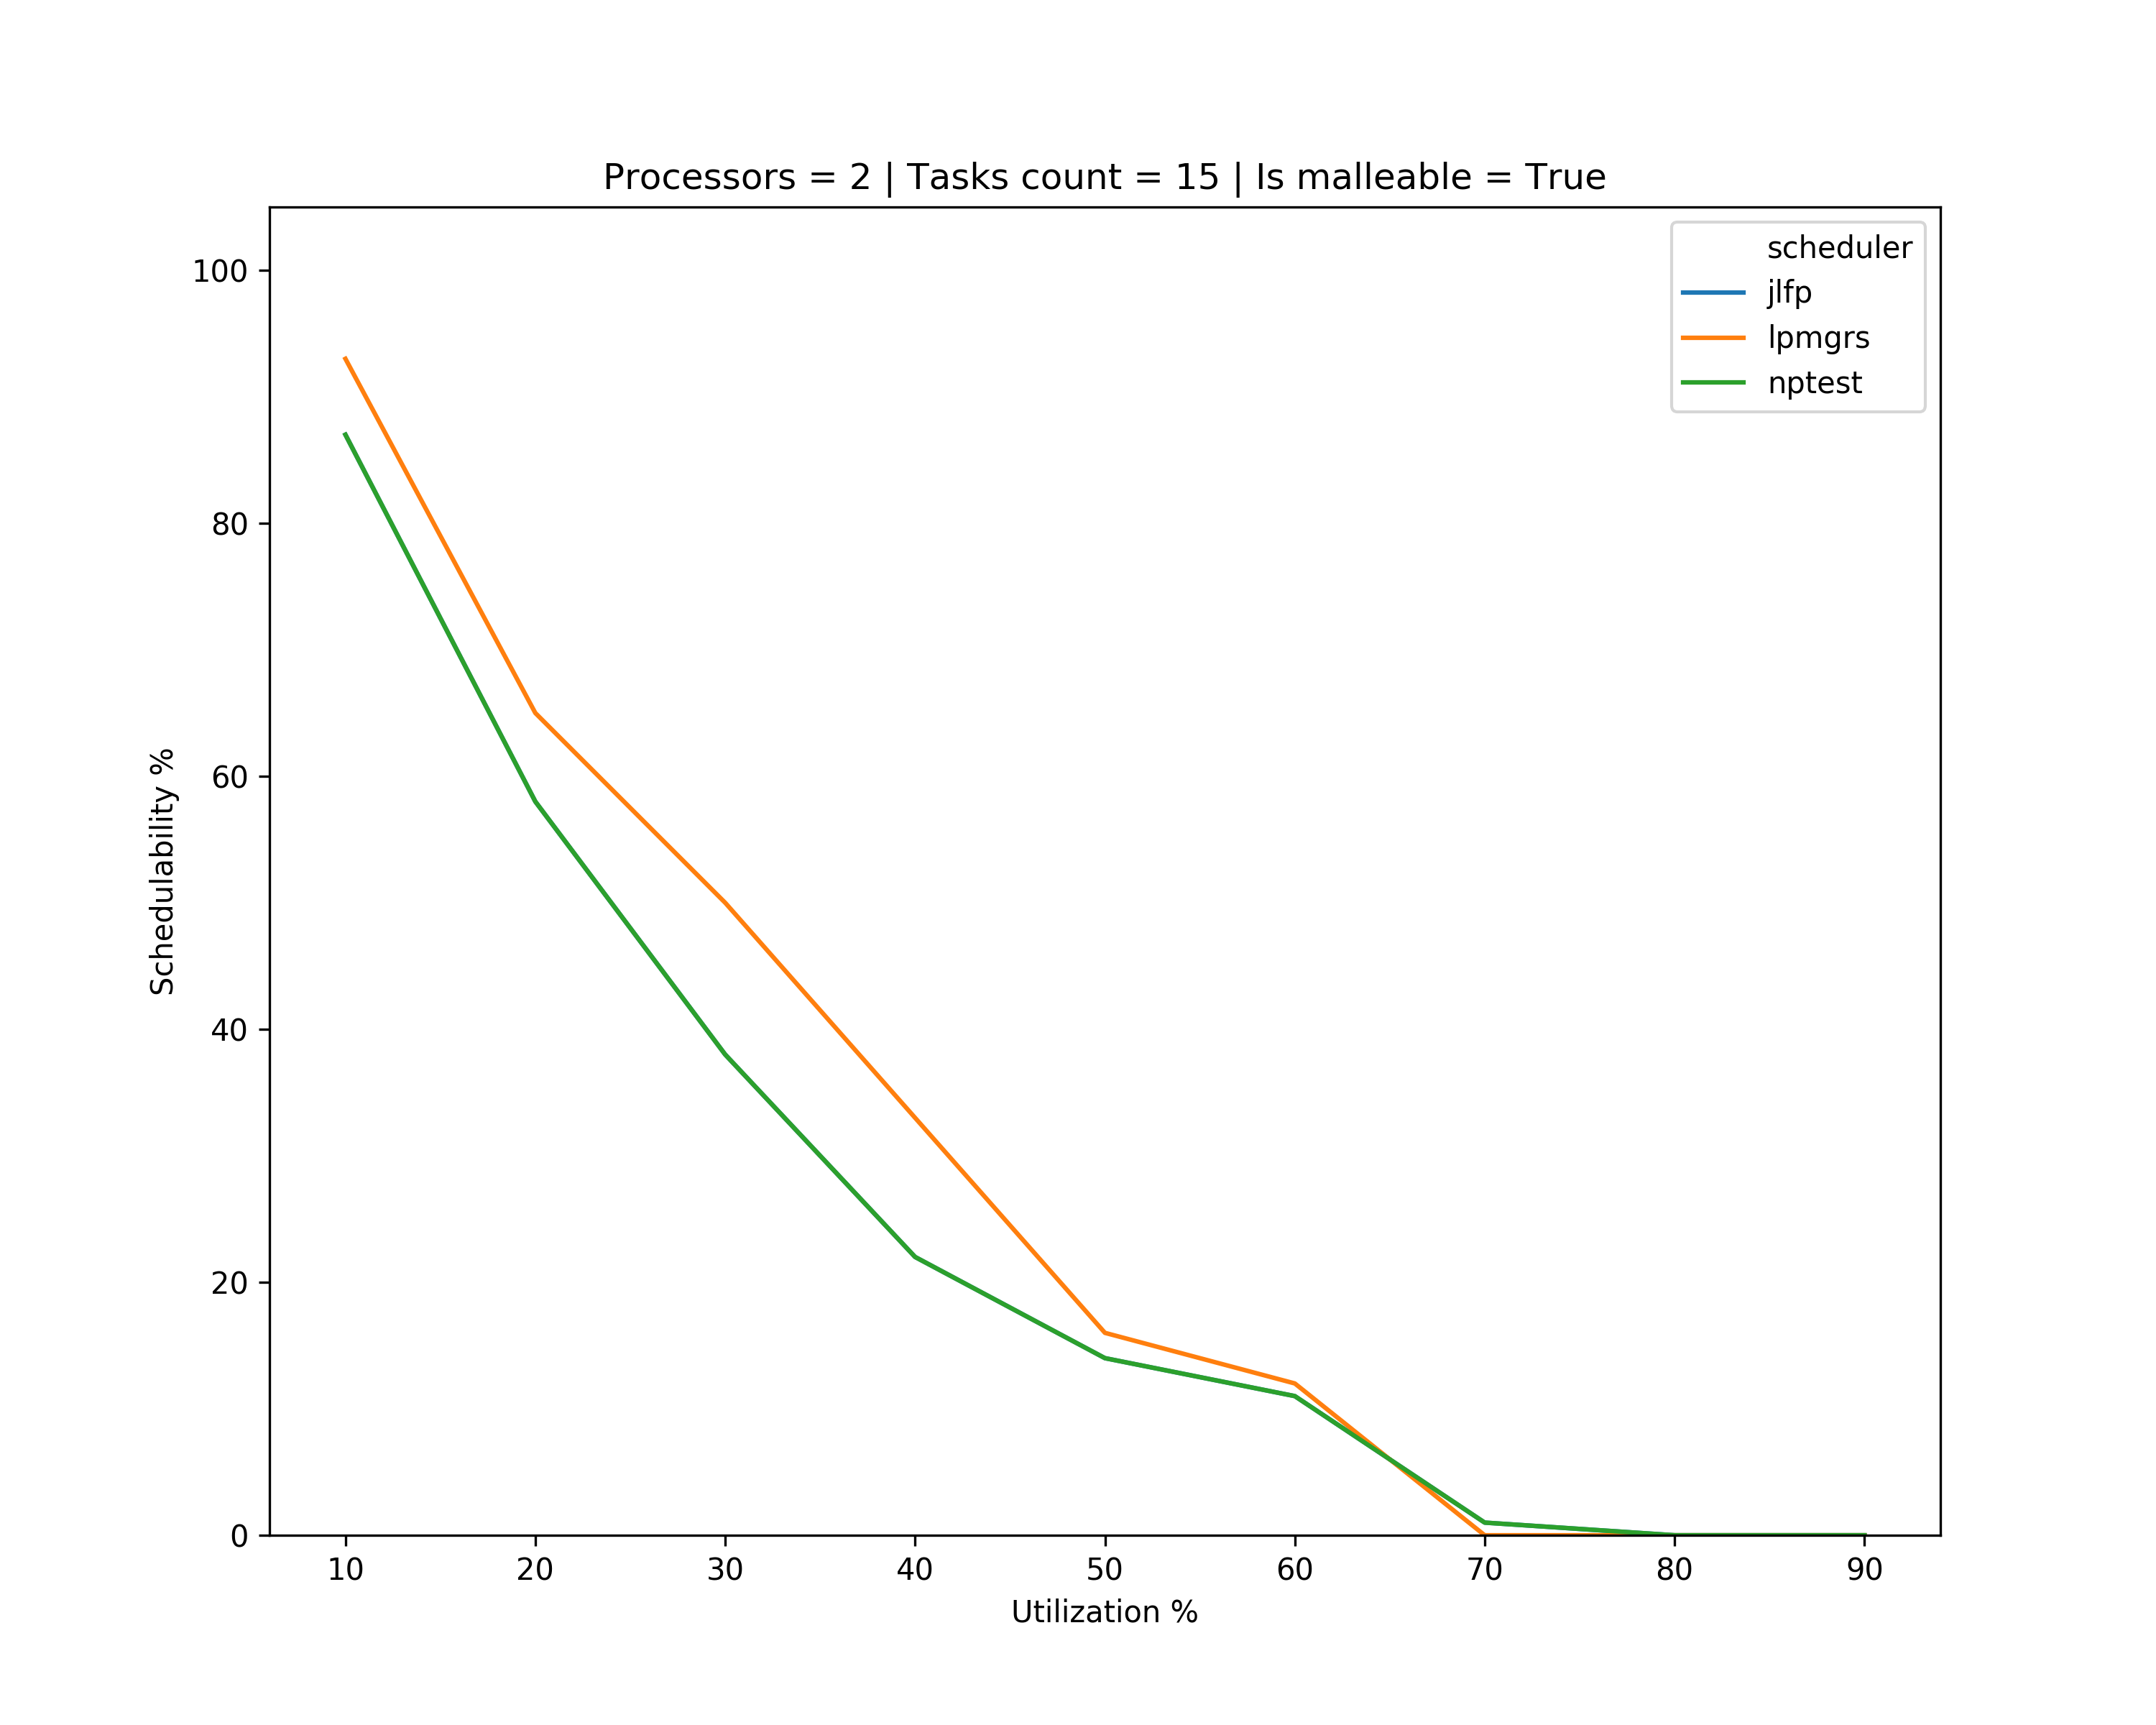 Processors = 2 | Tasks count = 15 | Is malleable = True
scheduler
jlfp
lpmgrs
nptest
100
80
60
40
20
0
Schedulability %
10 20 30 40 50 60 70 80 90
Utilization %